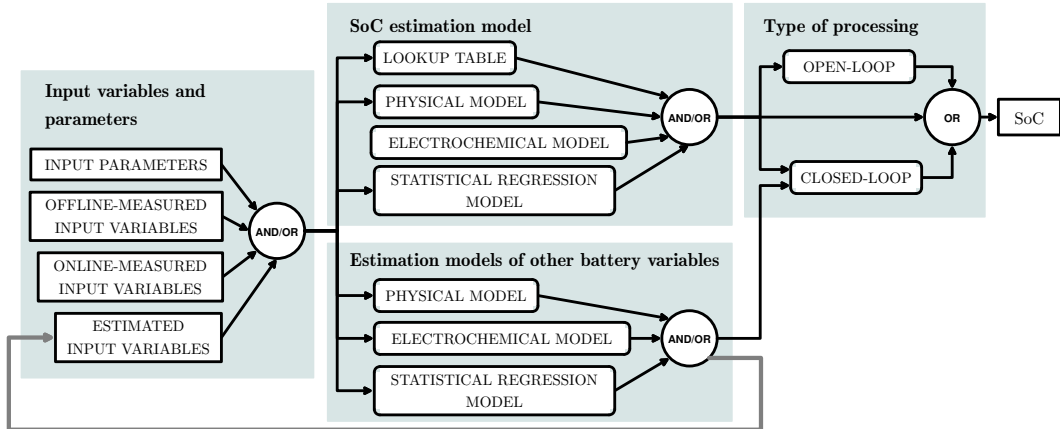 Input variables and
parameters
INPUT PARAMETERS
OFFLINE-MEASURED
INPUT VARIABLES
ONLINE-MEASURED
INPUT VARIABLES
ESTIMATED
INPUT VARIABLES
AND/OR
SoC estimation model
LOOKUP TABLE
PHYSICAL MODEL
ELECTROCHEMICAL MODEL
STATISTICAL REGRESSION
MODEL
AND/OR
Estimation models of other battery variables
PHYSICAL MODEL
ELECTROCHEMICAL MODEL
STATISTICAL REGRESSION
MODEL
AND/OR
Type of processing
OPEN-LOOP
CLOSED-LOOP
OR
SoC